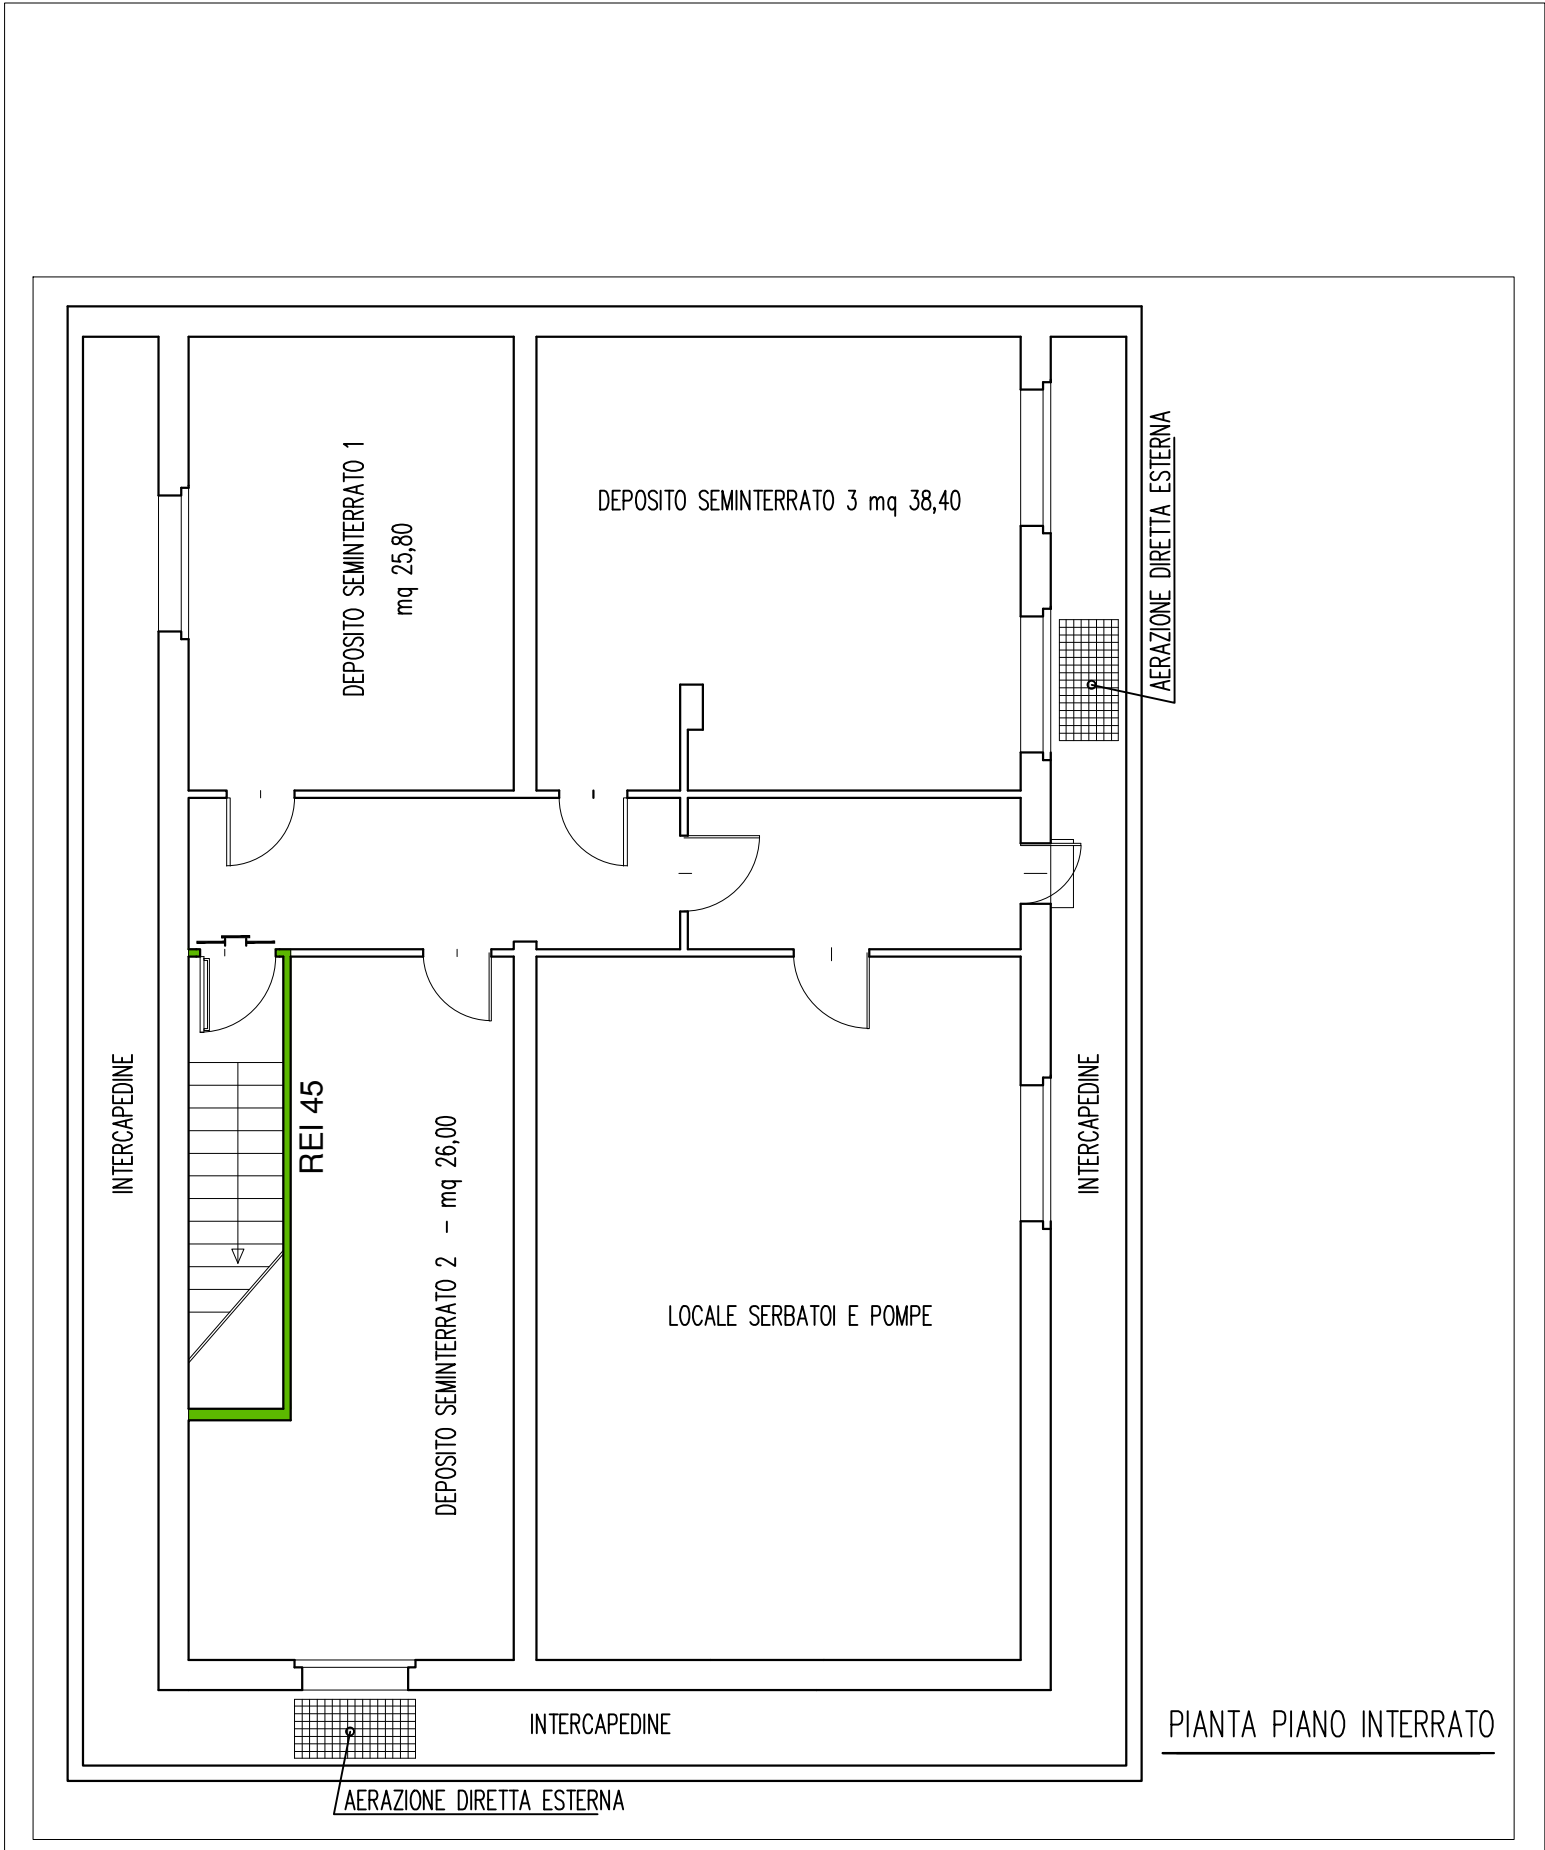 DEPOSITO SEMINTERRATO 1
mq 25,80
DEPOSITO SEMINTERRATO 3 mq 38,40
AERAZIONE DIRETTA ESTERNA
INTERCAPEDINE
REI 45
DEPOSITO SEMINTERRATO 2 - mq 26,00
LOCALE SERBATOI E POMPE
INTERCAPEDINE
INTERCAPEDINE
PIANTA PIANO INTERRATO
AERAZIONE DIRETTA ESTERNA